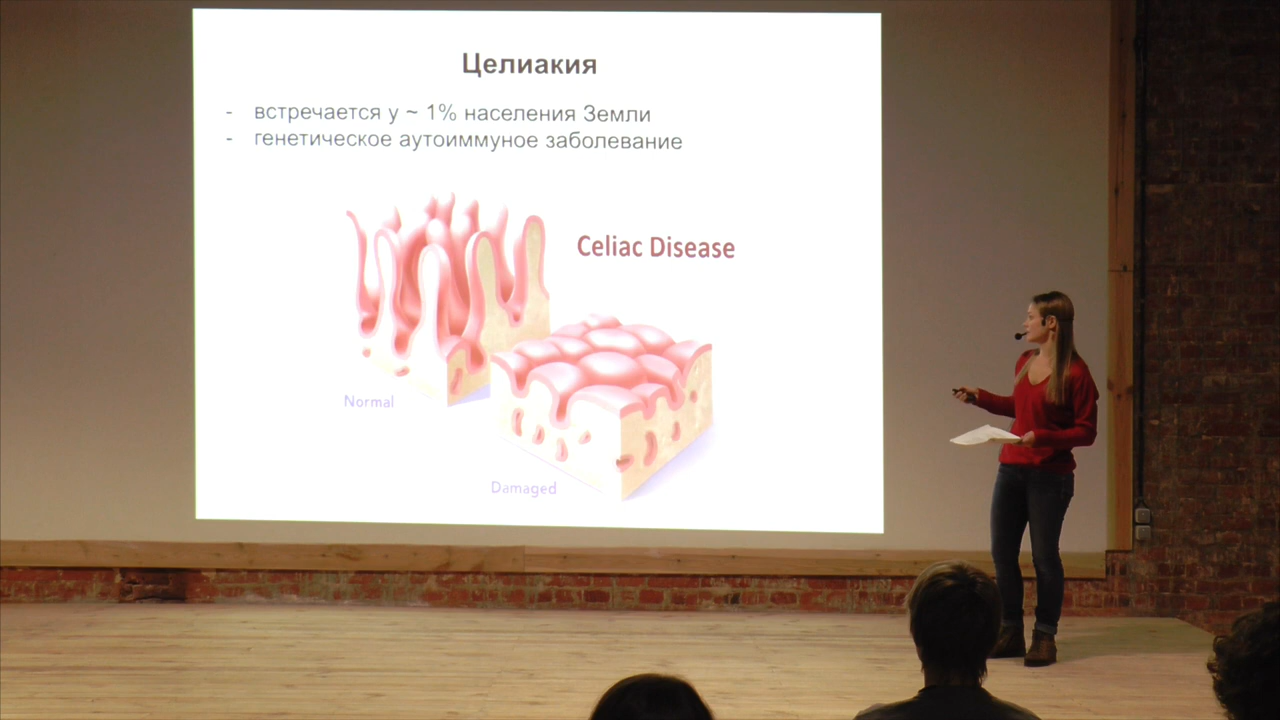 Целиакия
- встречается у ~ 1% населения Земли
- генетическое аутоиммуное заболевание
Celiac Disease
Normal
Damaged